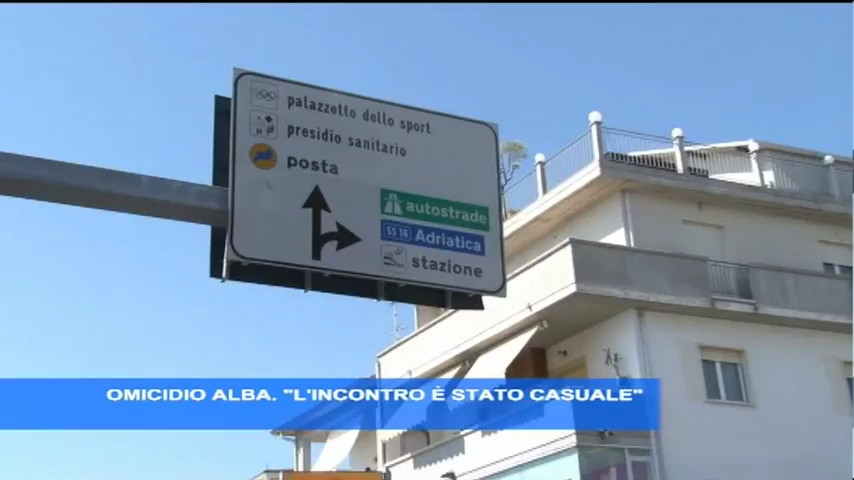 palazzetto dello sport
presidio sanitario
posta
autostrade
SS 16 Adriatica
stazione
OMICIDIO ALBA. "L'INCONTRO È STATO CASUALE"